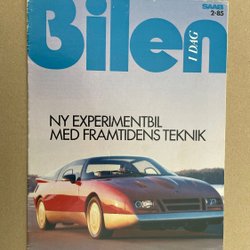 Bilen
I DAG
SAAB
2-85
NY EXPERIMENTBIL
MED FRAMTIDENS TEKNIK